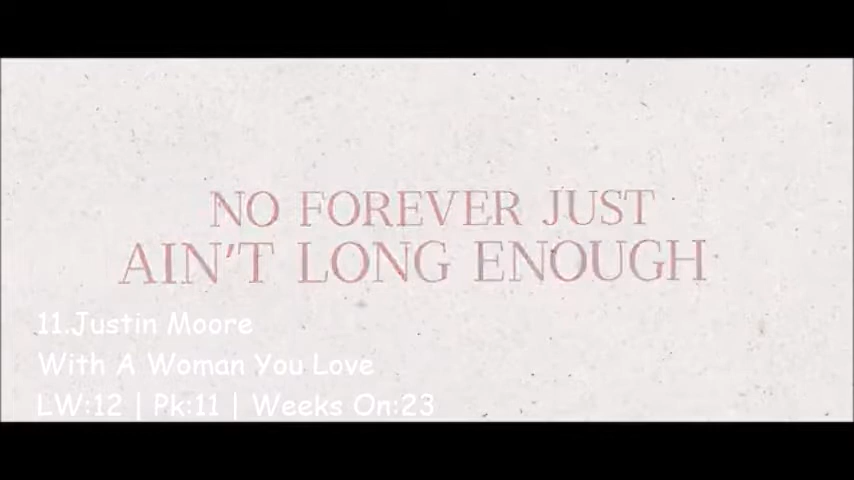 NO FOREVER JUST
AIN'T LONG ENOUGH
11.Justin Moore
With A Woman You Love
LW:12 | Pk:11 | Weeks On:23